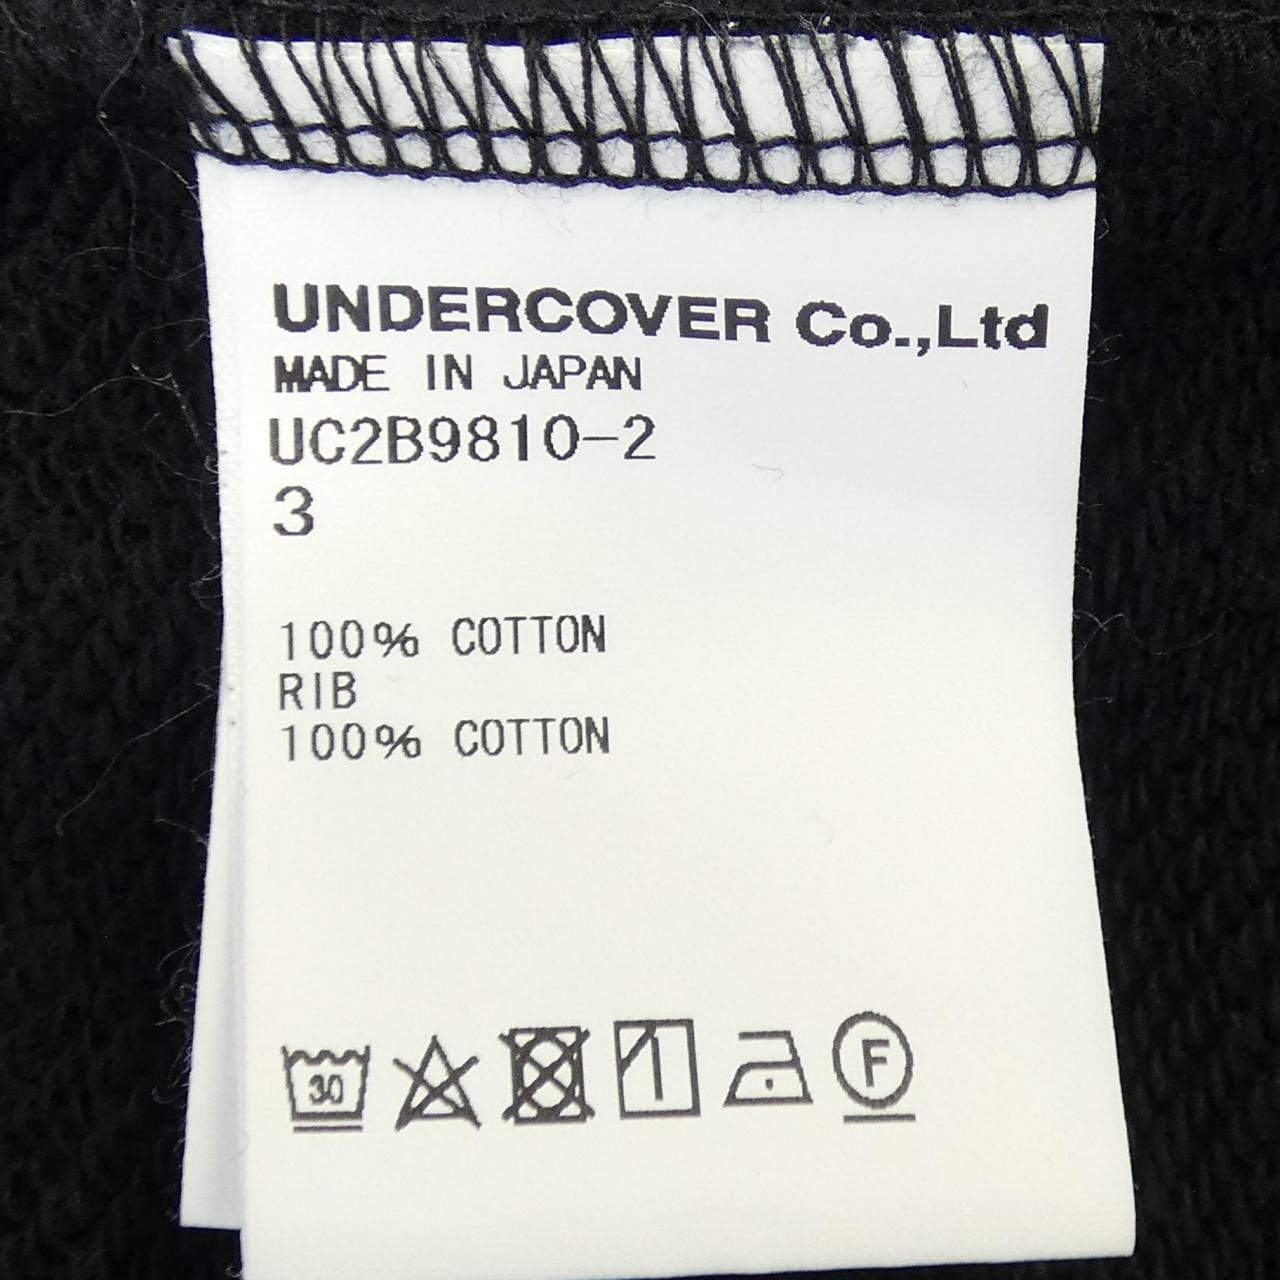 UNDERCOVER Co.,Ltd
MADE IN JAPAN
UC2B9810-2
3
100% COTTON
RIB
100% COTTON
30
F